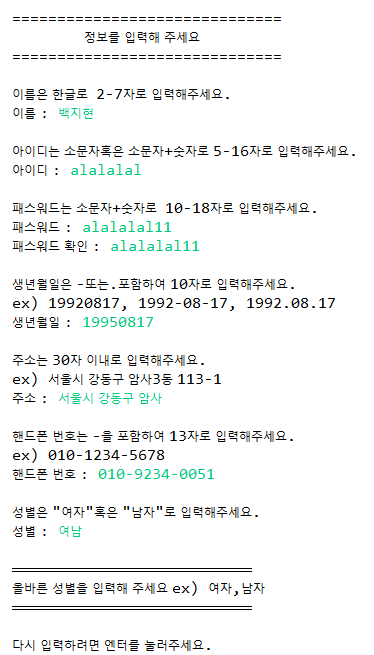 ==============================
정보를 입력해 주세요
==============================
이름은 한글로 2-7자로 입력해주세요.
이름 : 백지현
아이디는 소문자혹은 소문자+숫자로 5-16자로 입력해주세요.
아이디 : alalalal
패스워드는 소문자+숫자로 10-18자로 입력해주세요.
패스워드 : alalalal11
패스워드 확인 : alalalal11
생년월일은 -또는.포함하여 10자로 입력해주세요.
ex) 19920817, 1992-08-17, 1992.08.17
생년월일 : 19950817
주소는 30자 이내로 입력해주세요.
ex) 서울시 강동구 암사3동 113-1
주소 : 서울시 강동구 암사
핸드폰 번호는 -을 포함하여 13자로 입력해주세요.
ex) 010-1234-5678
핸드폰 번호 : 010-9234-0051
성별은 "여자"혹은 "남자"로 입력해주세요.
성별 : 여남
==============================
올바른 성별을 입력해 주세요 ex) 여자,남자
==============================
다시 입력하려면 엔터를 눌러주세요.